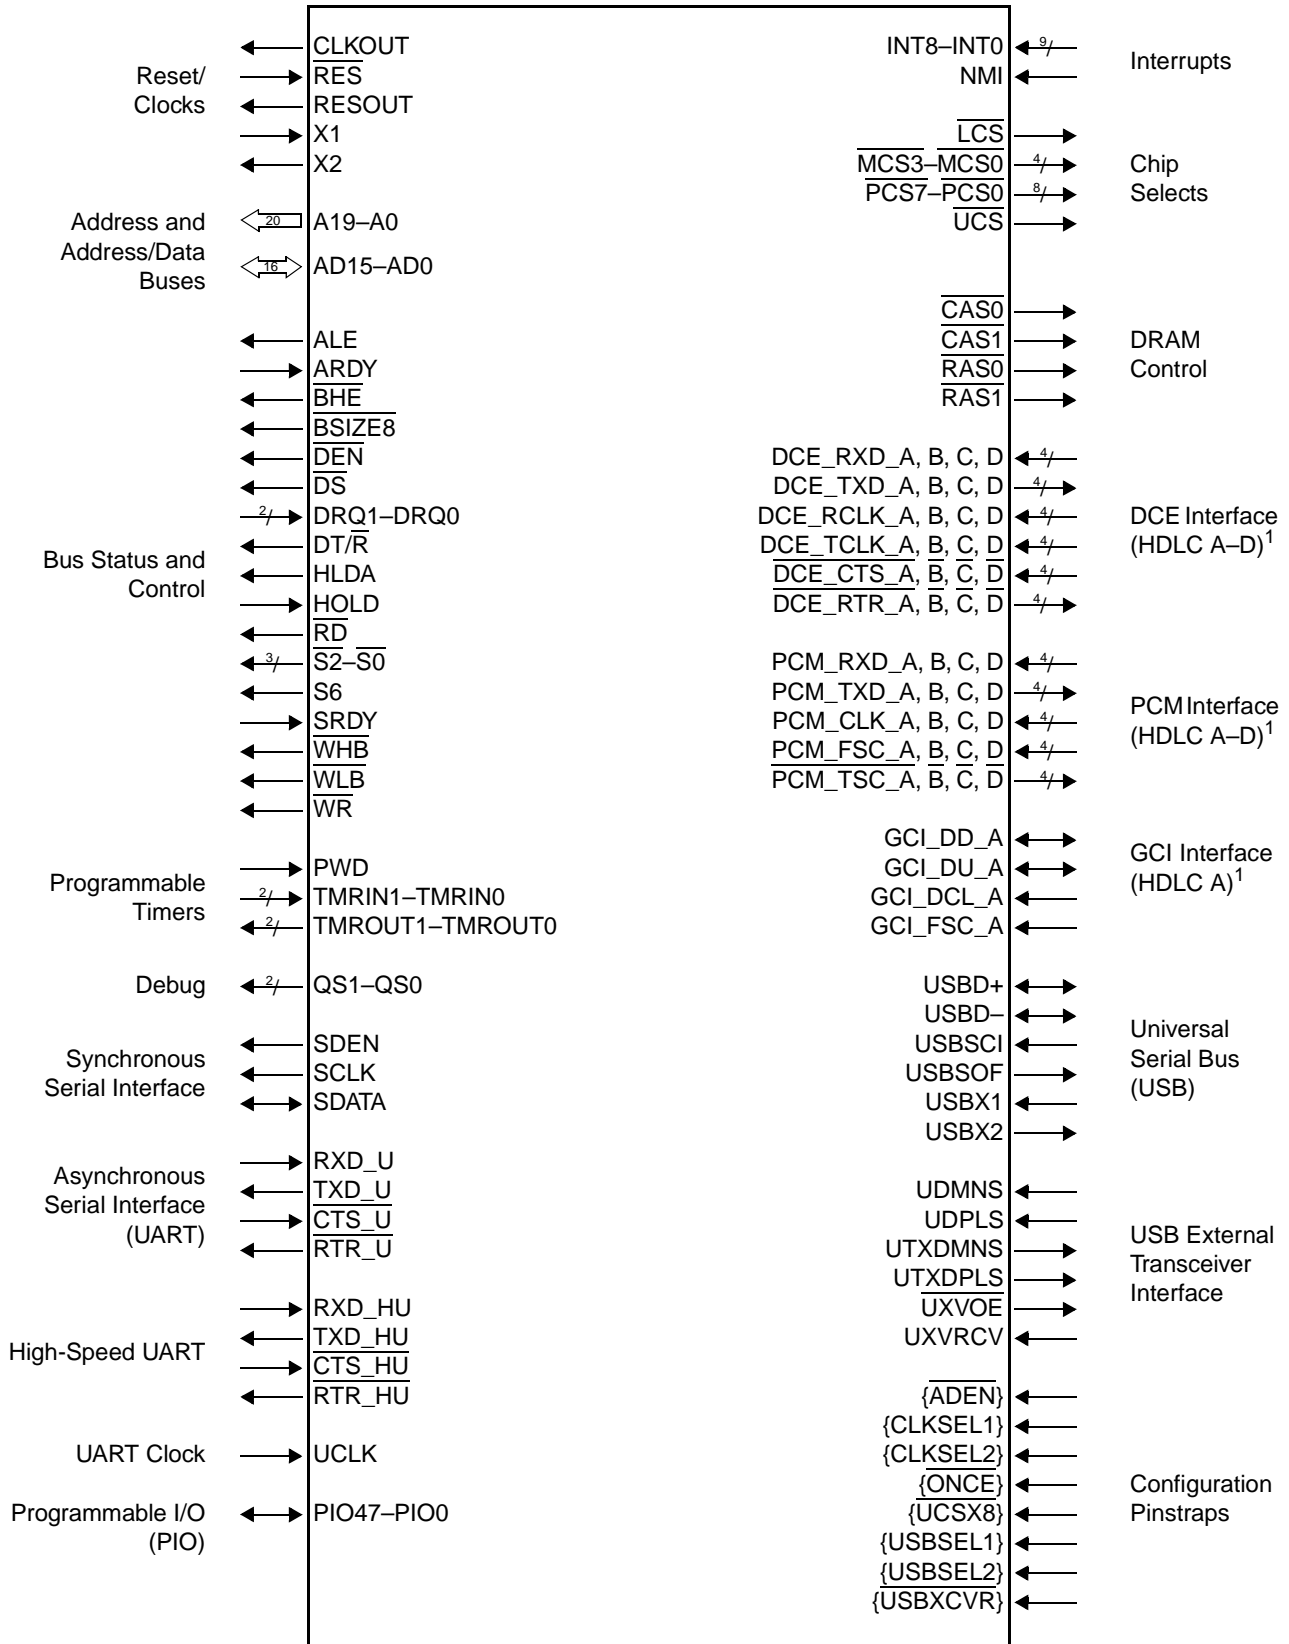 Reset/
Clocks
CLKOUT
RES
RESOUT
X1
X2
Address and
Address/Data
Buses
20
A19–A0
16
AD15–AD0
Bus Status and
Control
ALE
ARDY
BHE
BSIZE8
DEN
DS
2/
DRQ1–DRQ0
DT/R
HLDA
HOLD
RD
3/
S2–S0
S6
SRDY
WHB
WLB
WR
Programmable
Timers
PWD
2/
TMRIN1–TMRIN0
2/
TMROUT1–TMROUT0
Debug
2/
QS1–QS0
Synchronous
Serial Interface
SDEN
SCLK
SDATA
Asynchronous
Serial Interface
(UART)
RXD_U
TXD_U
CTS_U
RTR_U
High-Speed UART
RXD_HU
TXD_HU
CTS_HU
RTR_HU
UART Clock
UCLK
Programmable I/O
(PIO)
PIO47–PIO0
INT8–INT0
9/
NMI
Interrupts
LCS
MCS3–MCS0
4/
PCS7–PCS0
8/
UCS
Chip
Selects
CAS0
CAS1
RAS0
RAS1
DRAM
Control
DCE_RXD_A, B, C, D
4/
DCE_TXD_A, B, C, D
4/
DCE_RCLK_A, B, C, D
4/
DCE_TCLK_A, B, C, D
4/
DCE_CTS_A, B, C, D
4/
DCE_RTR_A, B, C, D
4/
DCE Interface
(HDLC A–D)1
PCM_RXD_A, B, C, D
4/
PCM_TXD_A, B, C, D
4/
PCM_CLK_A, B, C, D
4/
PCM_FSC_A, B, C, D
4/
PCM_TSC_A, B, C, D
4/
PCM Interface
(HDLC A–D)1
GCI_DD_A
GCI_DU_A
GCI_DCL_A
GCI_FSC_A
GCI Interface
(HDLC A)1
USBD+
USBD–
USBSCI
USBSOF
USBX1
USBX2
Universal
Serial Bus
(USB)
UDMNS
UDPLS
UTXDMNS
UTXDPLS
UXVOE
UXVRCV
USB External
Transceiver
Interface
{ADEN}
{CLKSEL1}
{CLKSEL2}
{ONCE}
{UCSX8}
{USBSEL1}
{USBSEL2}
{USBXCVR}
Configuration
Pinstraps